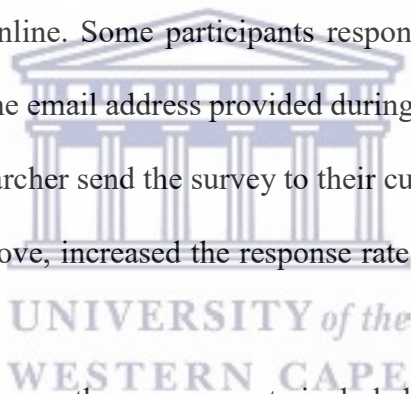 nline. Some participants respon
e email address provided during
rcher send the survey to their cu
ove, increased the response rate
UNIVERSITY of the
WESTERN CAPE